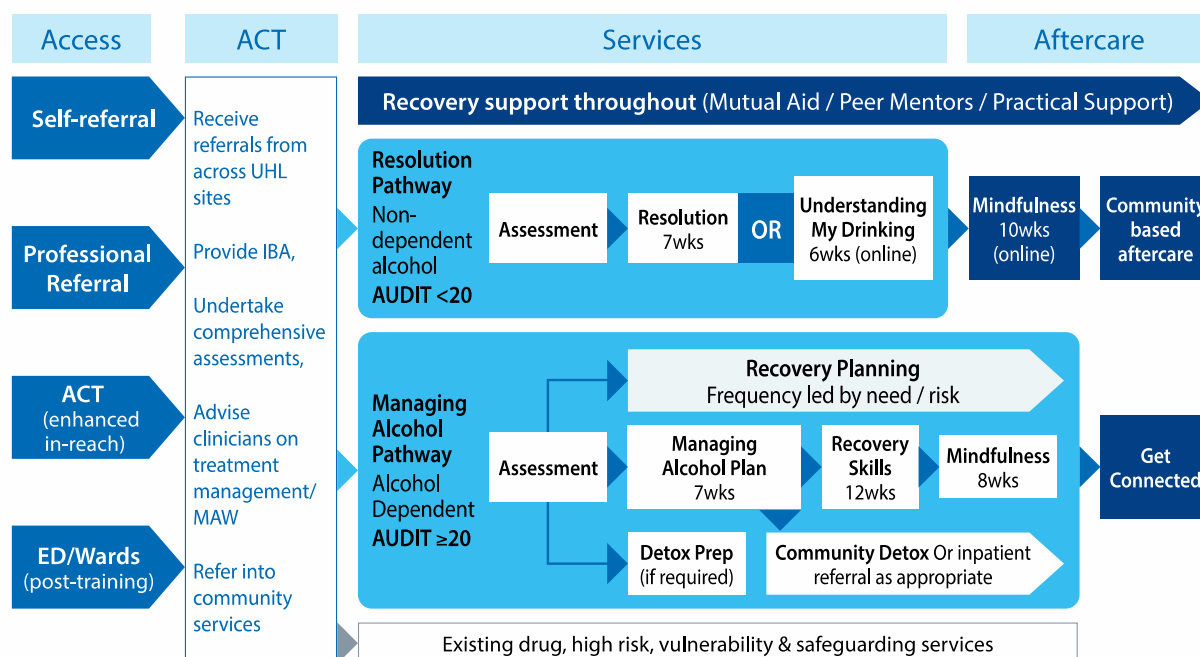 Access
ACT
Services
Aftercare
Self-referral
Professional
Referral
ACT
(enhanced
in-reach)
ED/Wards
(post-training)
Receive
referrals from
across UHL
sites
Provide IBA,
Undertake
comprehensive
assessments,
Advise
clinicians on
treatment
management/
MAW
Refer into
community
services
Recovery support throughout (Mutual Aid / Peer Mentors / Practical Support)
Resolution
Pathway
Non-
dependent
alcohol
AUDIT <20
Assessment
Resolution
7wks
OR
Understanding
My Drinking
6wks (online)
Mindfulness
10wks
(online)
Community
based
aftercare
Managing
Alcohol
Pathway
Alcohol
Dependent
AUDIT ≥20
Assessment
Recovery Planning
Frequency led by need / risk
Managing
Alcohol Plan
7wks
Recovery
Skills
12wks
Mindfulness
8wks
Detox Prep
(if required)
Community Detox Or inpatient
referral as appropriate
Get
Connected
Existing drug, high risk, vulnerability & safeguarding services